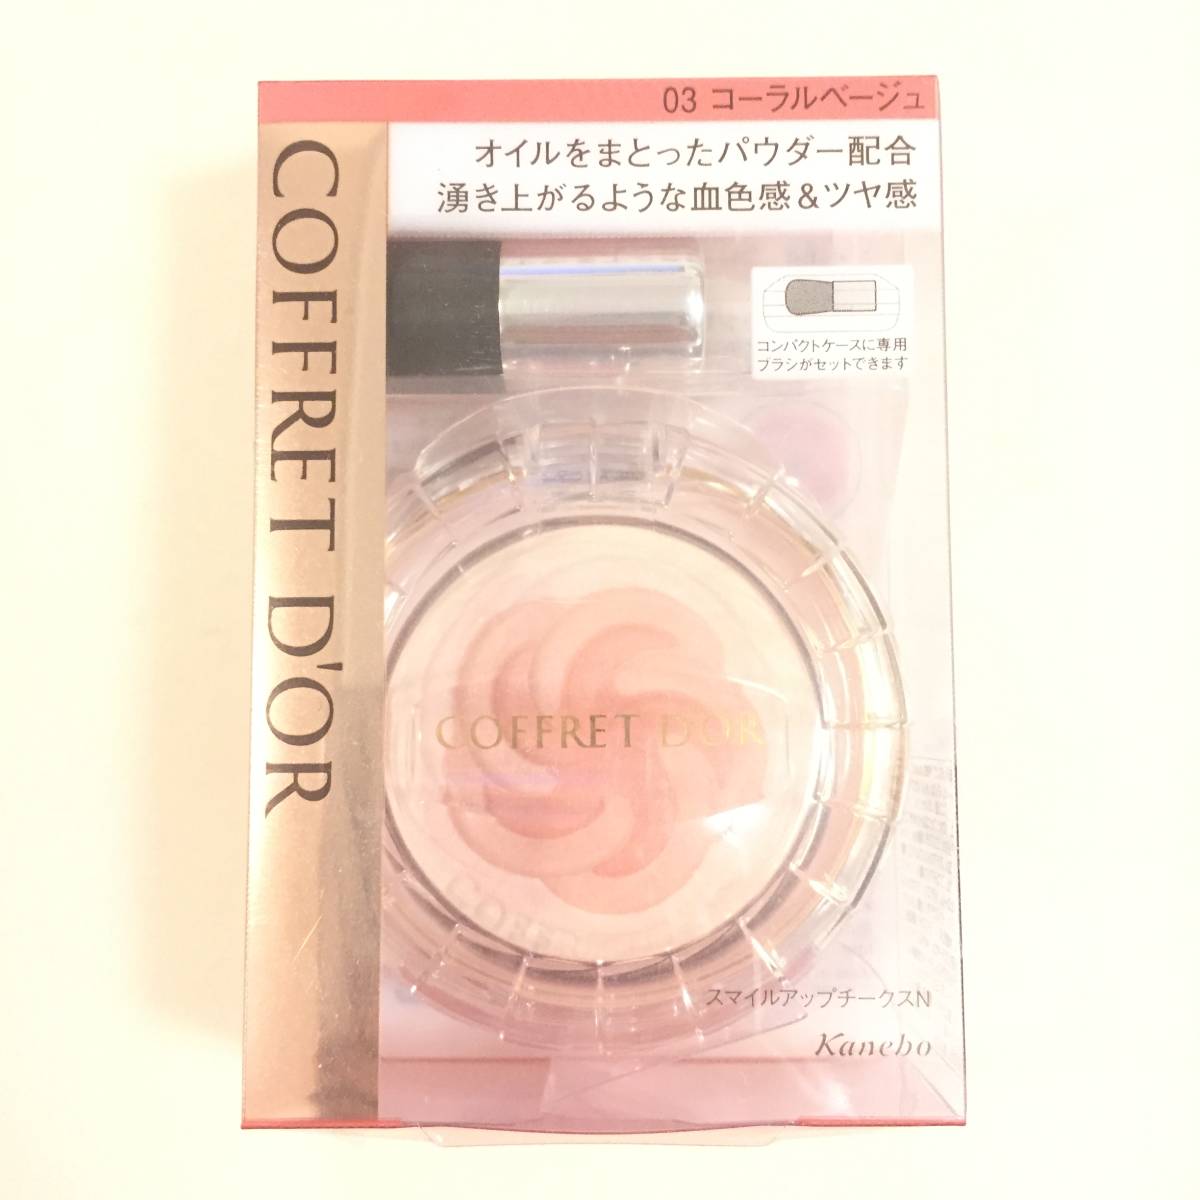 03 コーラルベージュ
オイルをまとったパウダー配合
湧き上がるような血色感&ツヤ感
COFFRET D'OR
コンパクトケースに専用
ブラシがセットできます
COFFRET D'OR
スマイルアップチークスN
Kanebo